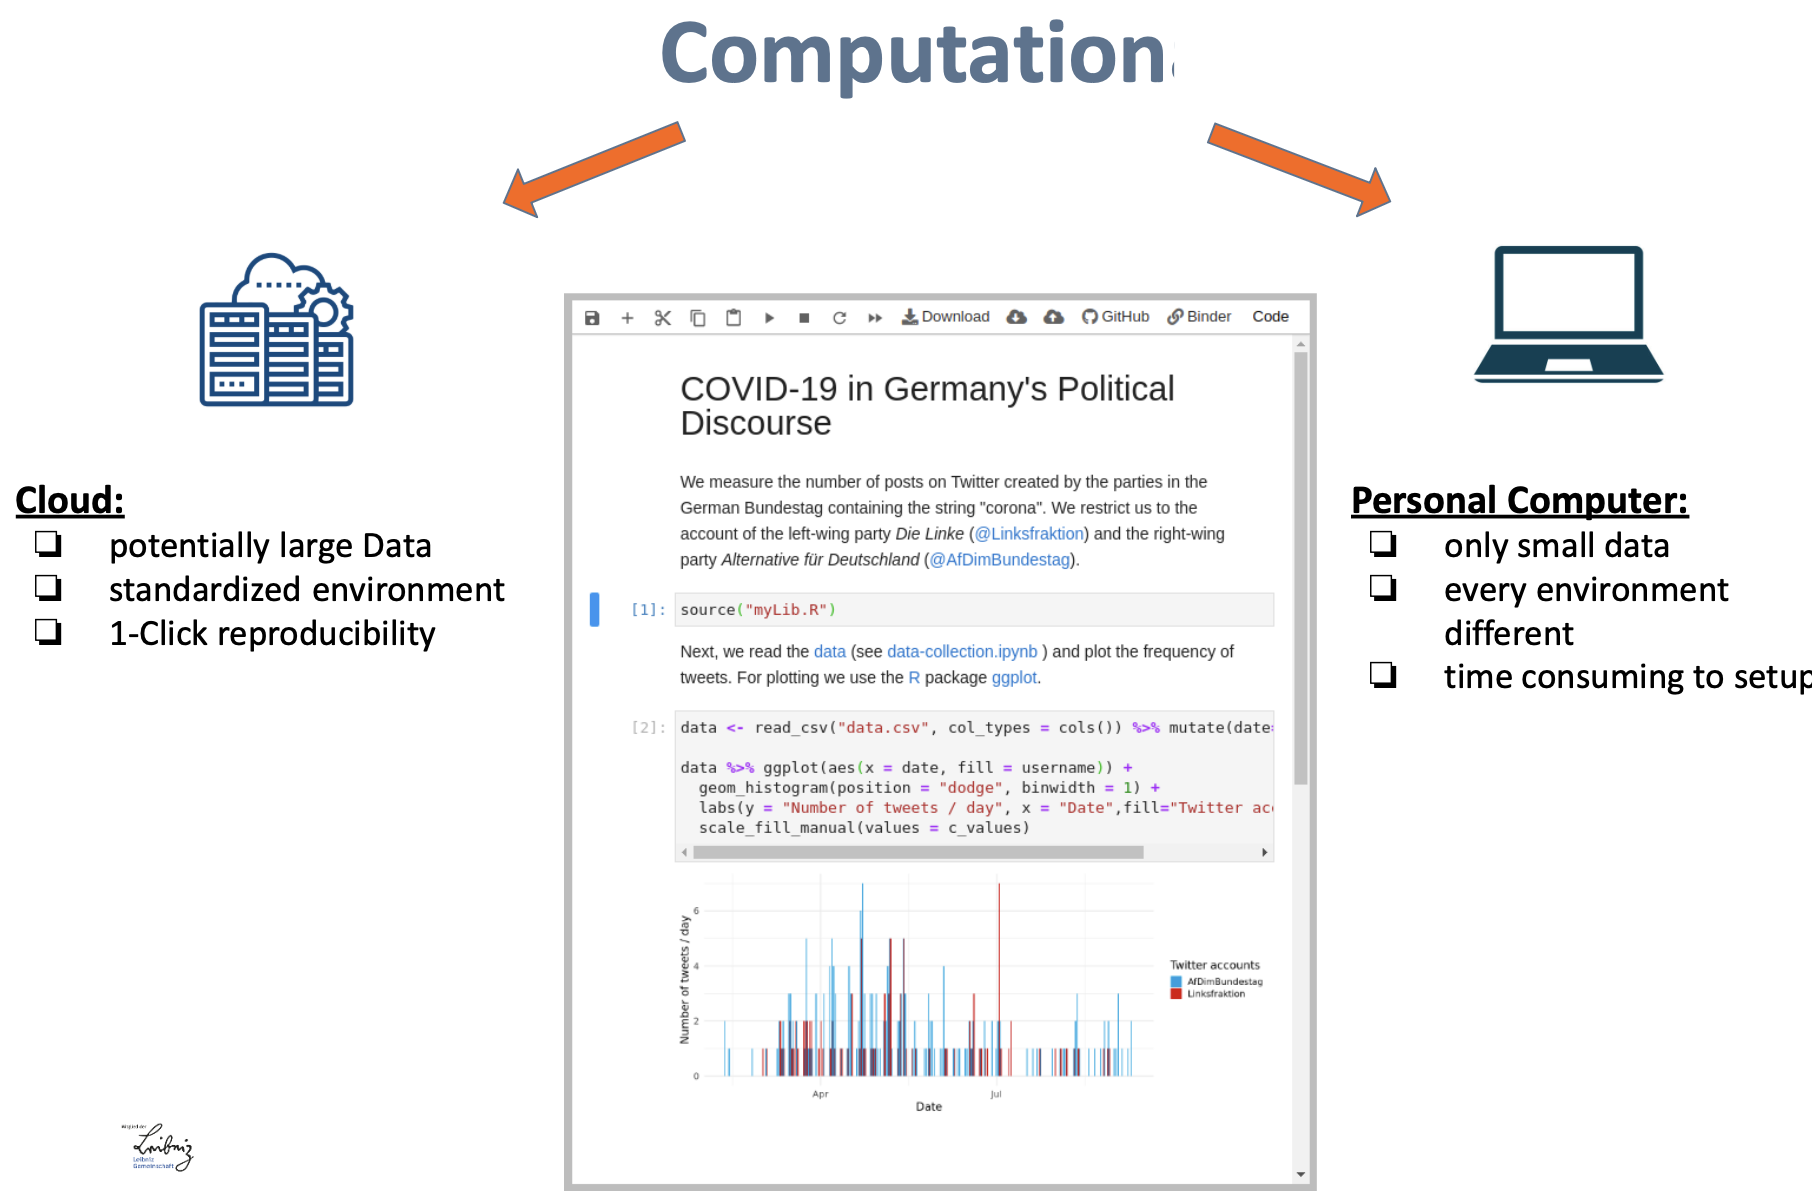 Computation
Cloud:
❏ potentially large Data
❏ standardized environment
❏ 1-Click reproducibility
Download GitHub Binder Code
COVID-19 in Germany's Political
Discourse
We measure the number of posts on Twitter created by the parties in the
German Bundestag containing the string "corona". We restrict us to the
account of the left-wing party Die Linke (@Linksfraktion) and the right-wing
party Alternative für Deutschland (@AfDimBundestag).
[1]: source("myLib.R")
Next, we read the data (see data-collection.ipynb ) and plot the frequency of
tweets. For plotting we use the R package ggplot.
[2]: data <- read_csv("data.csv", col_types = cols()) %>% mutate(date=
data %>% ggplot(aes(x = date, fill = username)) +
geom_histogram(position = "dodge", binwidth = 1) +
labs(y = "Number of tweets / day", x = "Date",fill="Twitter acc
scale_fill_manual(values = c_values)
Number of tweets / day
6
4
2
0
Apr
Jul
Date
Twitter accounts
AfDimBundestag
Linksfraktion
Personal Computer:
❏ only small data
❏ every environment
different
❏ time consuming to setup
Mitglied der
Leibniz
Leibniz
Gemeinschaft